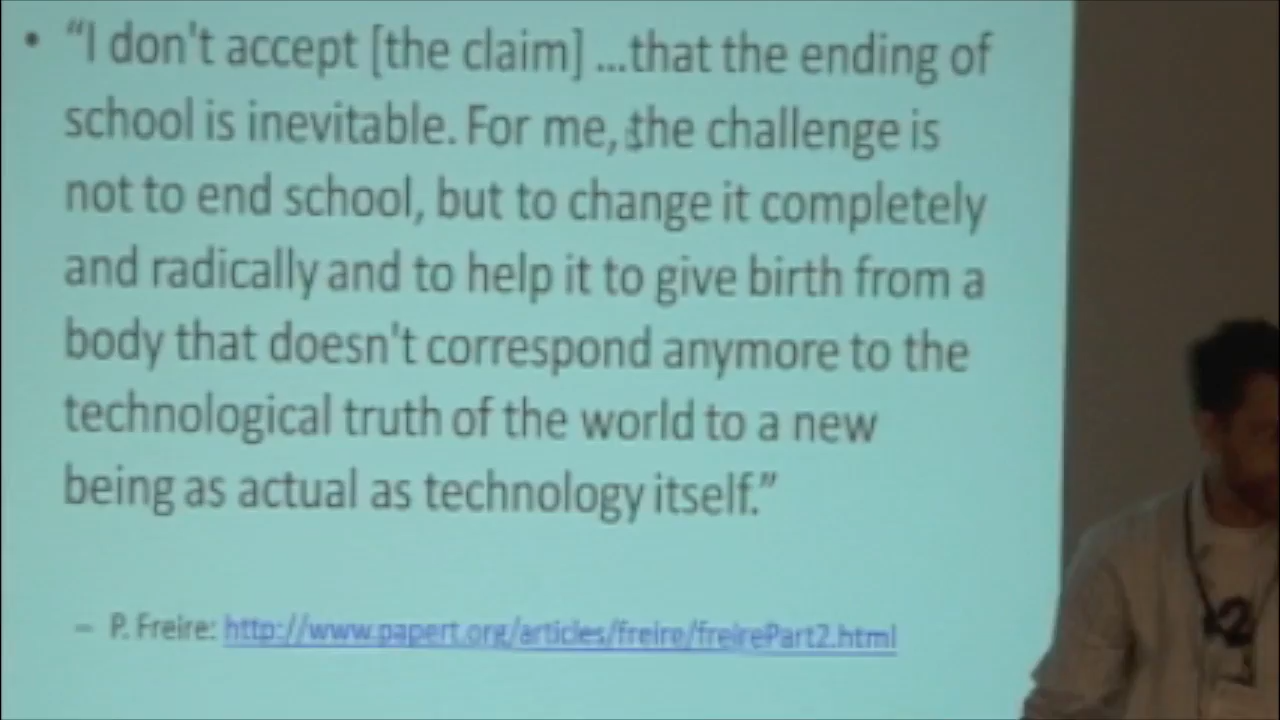 • “I don't accept [the claim] ...that the ending of
school is inevitable. For me, the challenge is
not to end school, but to change it completely
and radically and to help it to give birth from a
body that doesn't correspond anymore to the
technological truth of the world to a new
being as actual as technology itself.”
– P. Freire: http://www.papert.org/articles/freire/freirePart2.html